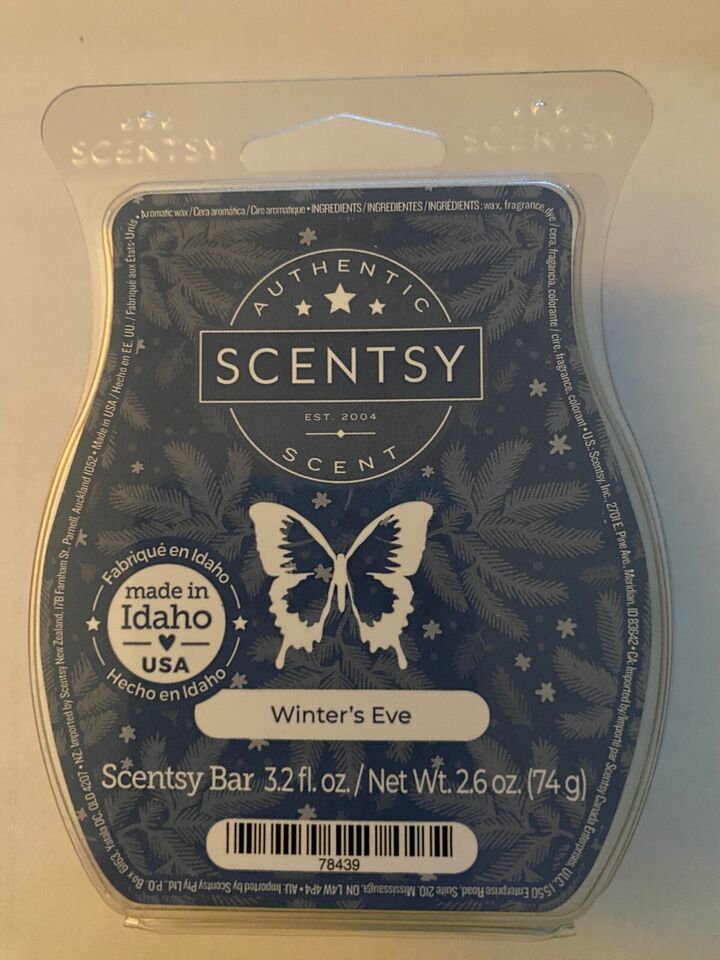 SCENTSY
SCENTSY
Aromatic wax / Cera aromática / Cire aromatique • INGREDIENTS / INGREDIENTES / INGRÉDIENTS : wax, fragrance, dye / cera, fragancia, colorante / cire, fragrance, colorant • U.S.: Scentsy, Inc., 2701 E. Pine Ave., Meridian, ID 83642 • CA: Imported by/Importé par Scentsy Canada Enterprises, ULC, 1550 Enterprise Road, Suite 210, Mississauga, ON L4W 4P4 • AU: Imported by Scentsy Pty Ltd., P.O. Box 6163, Yatala DC, QLD 4207 • NZ: Imported by Scentsy New Zealand, 17B Farnham St., Parnell, Auckland 1052 • Made in USA / Hecho en EE. UU. / Fabriqué aux États-Unis •
AUTHENTIC
SCENTSY
EST. 2004
SCENT
Fabriqué en Idaho
made in
Idaho
USA
Hecho en Idaho
Winter's Eve
Scentsy Bar 3.2 fl. oz. / Net Wt. 2.6 oz. (74 g)
78439